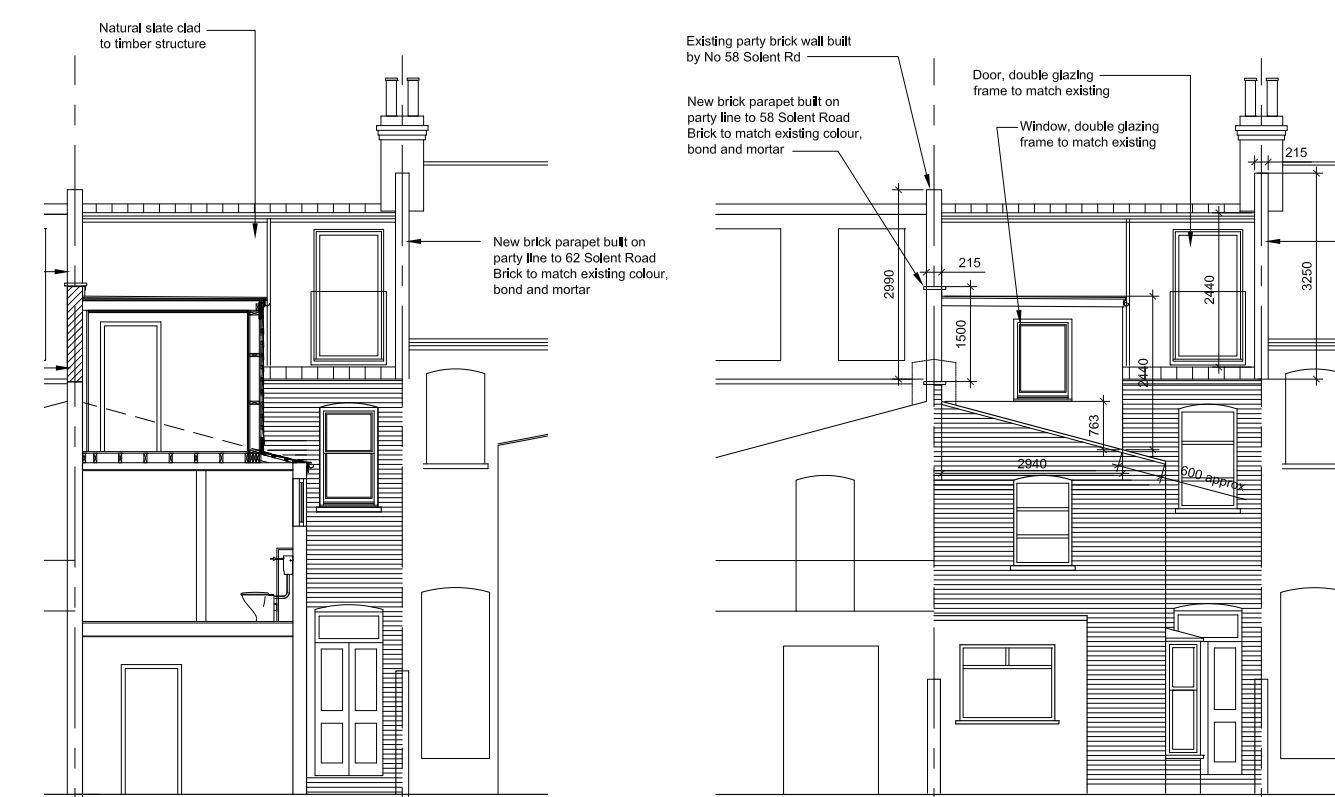 Natural slate clad
to timber structure
New brick parapet built on
party line to 62 Solent Road
Brick to match existing colour,
bond and mortar
Existing party brick wall built
by No 58 Solent Rd
New brick parapet built on
party line to 58 Solent Road
Brick to match existing colour,
bond and mortar
Door, double glazing
frame to match existing
Window, double glazing
frame to match existing
215
2990
215
1500
2440
3250
2440
763
2940
600 approx